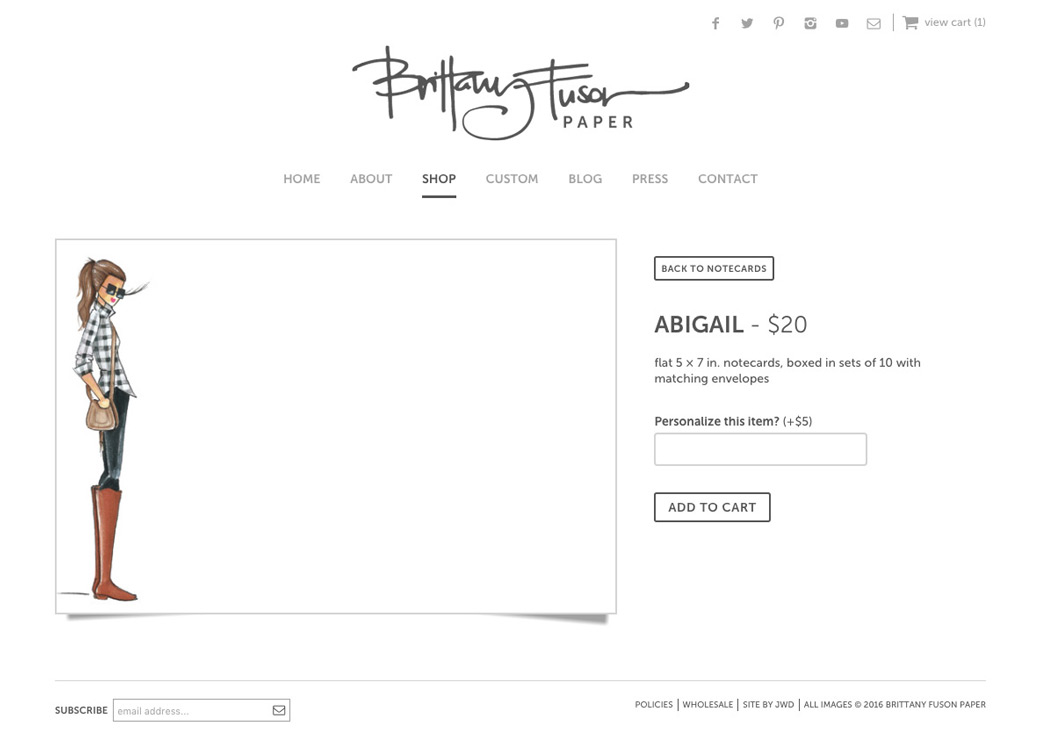 view cart (1)
Brittany Fuson
PAPER
HOME ABOUT SHOP CUSTOM BLOG PRESS CONTACT
BACK TO NOTECARDS
ABIGAIL - $20
flat 5 × 7 in. notecards, boxed in sets of 10 with
matching envelopes
Personalize this item? (+$5)
ADD TO CART
SUBSCRIBE email address...
POLICIES WHOLESALE SITE BY JWD ALL IMAGES © 2016 BRITTANY FUSON PAPER